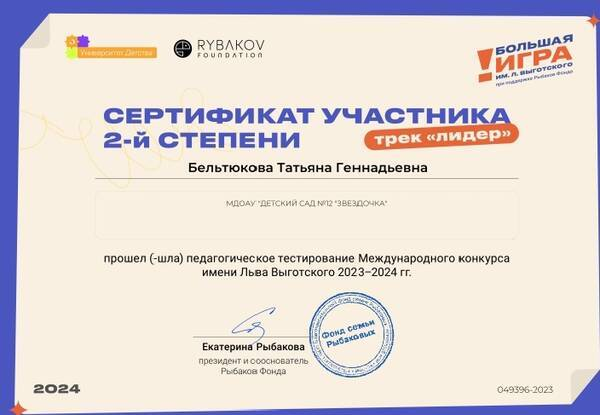 Университет Детства
RYBAKOV
FOUNDATION
БОЛЬШАЯ
ИГРА
ИМ. Л. ВЫГОТСКОГО
при поддержке Рыбаков Фонда
СЕРТИФИКАТ УЧАСТНИКА
2-й СТЕПЕНИ
трек «лидер»
Бельтюкова Татьяна Геннадьевна
МДОАУ "ДЕТСКИЙ САД №12 "ЗВЕЗДОЧКА"
прошел (-шла) педагогическое тестирование Международного конкурса
имени Льва Выготского 2023–2024 гг.
Фонд семьи
Рыбаковых
Екатерина Рыбакова
президент и сооснователь
Рыбаков Фонда
2024
049396-2023